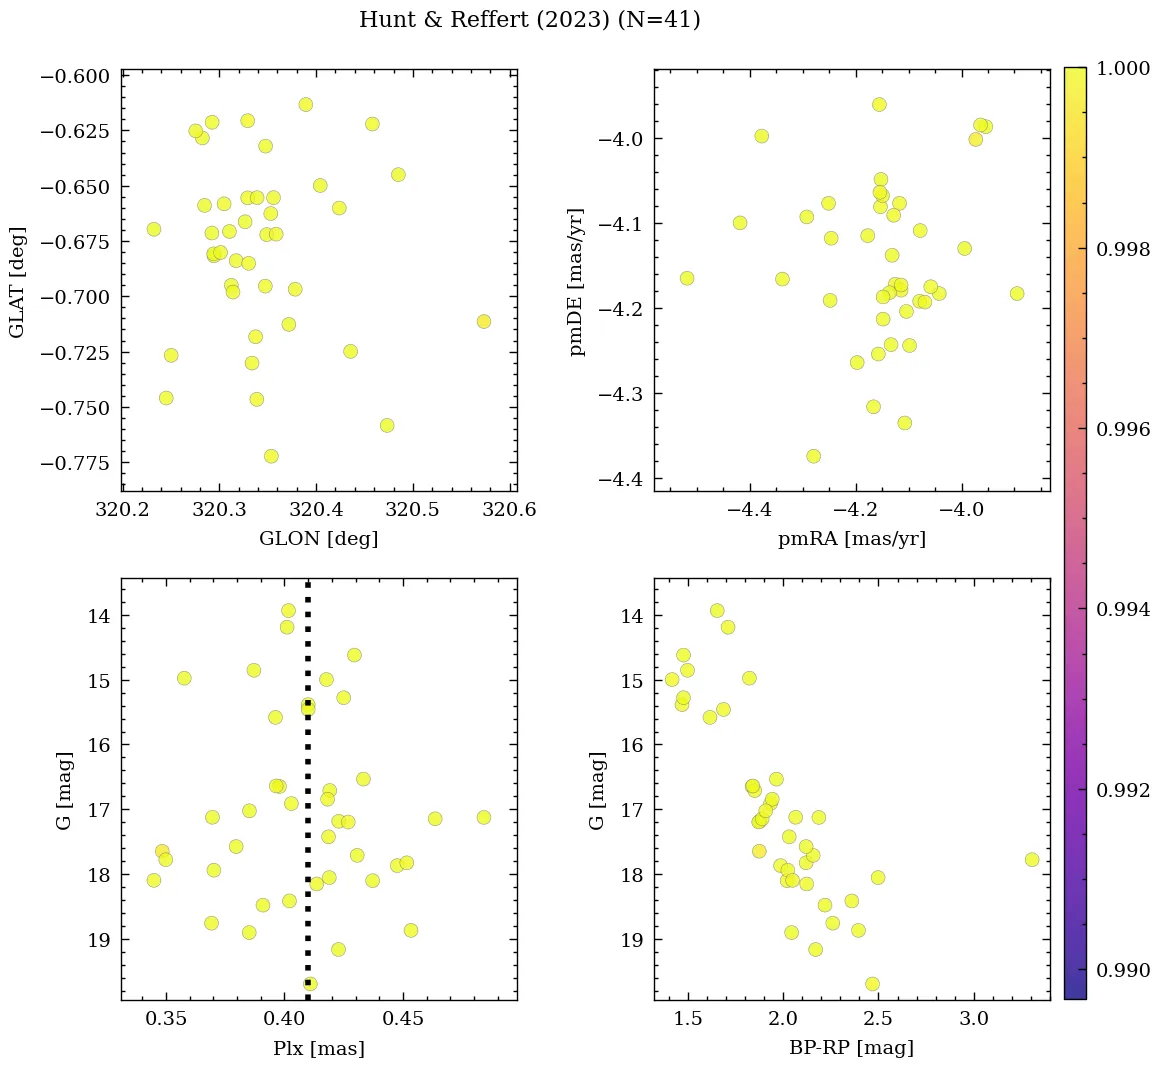 Hunt & Reffert (2023) (N=41)
−0.600
−0.625
−0.650
−0.675
−0.700
−0.725
−0.750
−0.775
GLAT [deg]
320.2 320.3 320.4 320.5 320.6
GLON [deg]
−4.0
−4.1
−4.2
−4.3
−4.4
pmDE [mas/yr]
−4.4 −4.2 −4.0
pmRA [mas/yr]
14
15
16
17
18
19
G [mag]
0.35 0.40 0.45
Plx [mas]
14
15
16
17
18
19
G [mag]
1.5 2.0 2.5 3.0
BP-RP [mag]
1.000
0.998
0.996
0.994
0.992
0.990